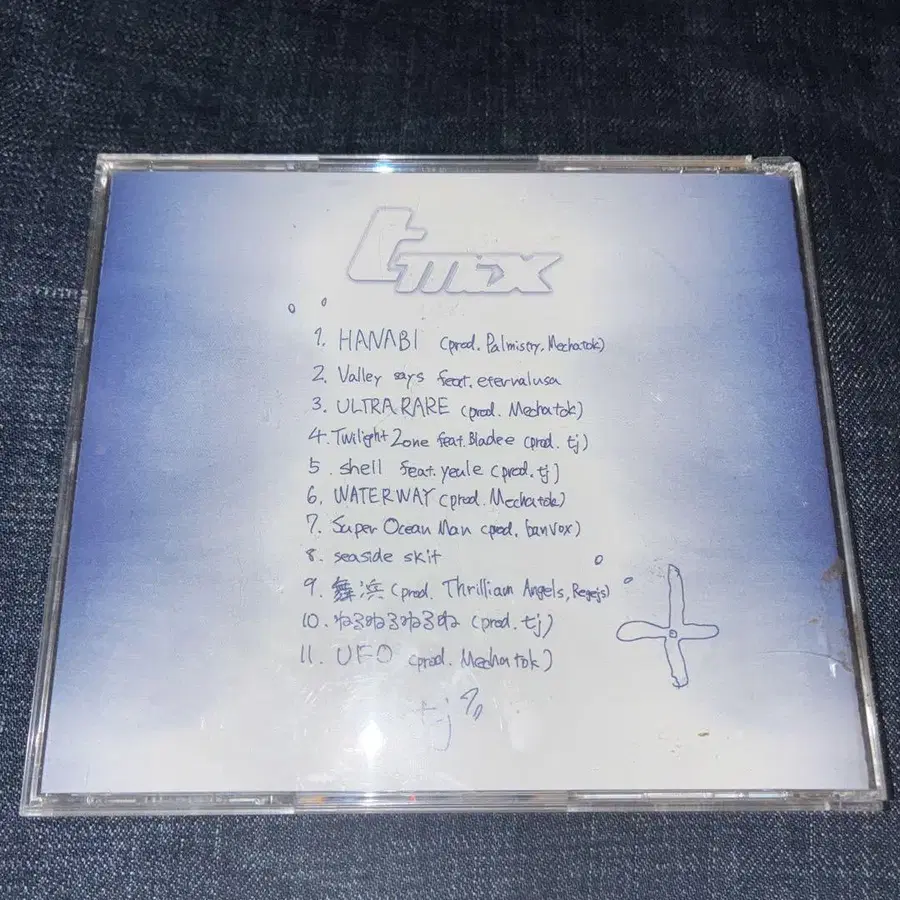 tmix
1. HANABI (prod. Palmistry, Mechatok)
2. Valley says feat. eternalusa
3. ULTRA RARE (prod. Mechatok)
4. Twilight Zone feat. Bladee (prod. tj)
5. shell feat. yeule (prod. tj)
6. WATERWAY (prod. Mechatok)
7. Super Ocean Man (prod. banvox)
8. seaside skit
9. 舞浜 (prod. Thrilliam Angels, Regejs)
10. ねるねるねるね (prod. tj)
11. UFO (prod. Mechatok)
tj